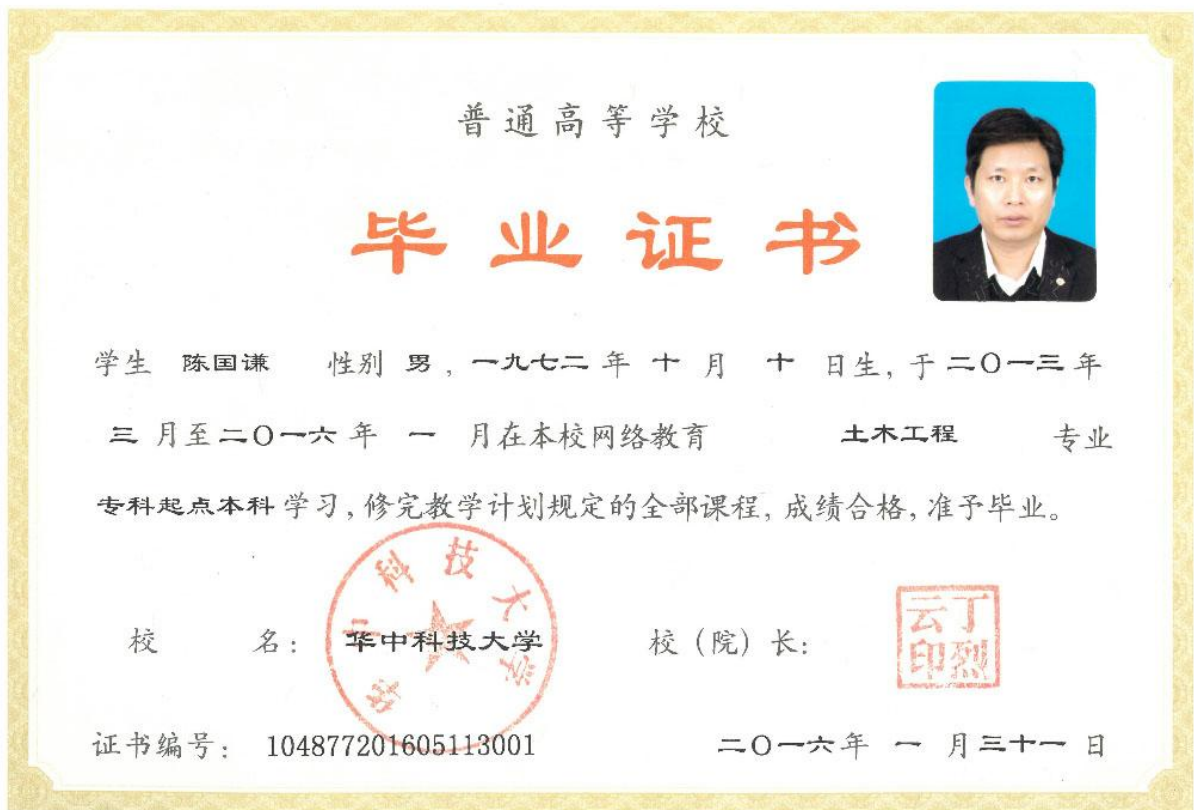 普通高等学校
毕业证书
学生 陈国谦 性别 男，一九七二 年 十 月 十 日生，于 二〇一三 年
三 月至 二〇一六 年 一 月在本校网络教育 土木工程 专业
专科起点本科 学习，修完教学计划规定的全部课程，成绩合格，准予毕业。
华中科技大学
校 名： 华中科技大学 校（院）长：
丁烈云印
证书编号： 104877201605113001 二〇一六 年 一 月 三十一 日